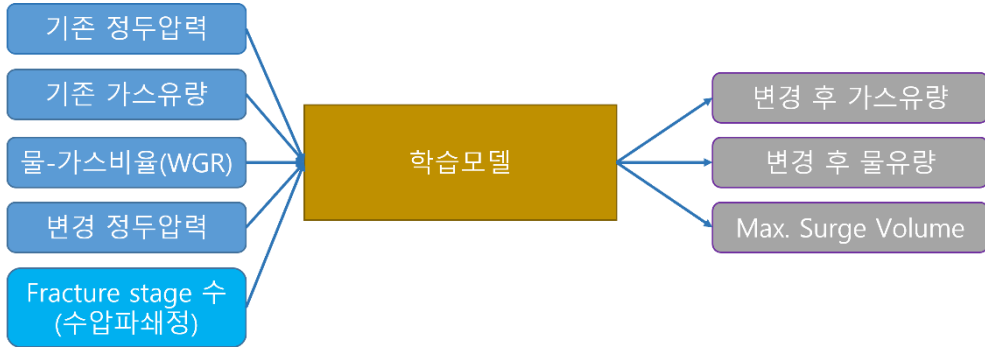 기존 정두압력
기존 가스유량
물-가스비율(WGR)
변경 정두압력
Fracture stage 수
(수압파쇄정)
학습모델
변경 후 가스유량
변경 후 물유량
Max. Surge Volume